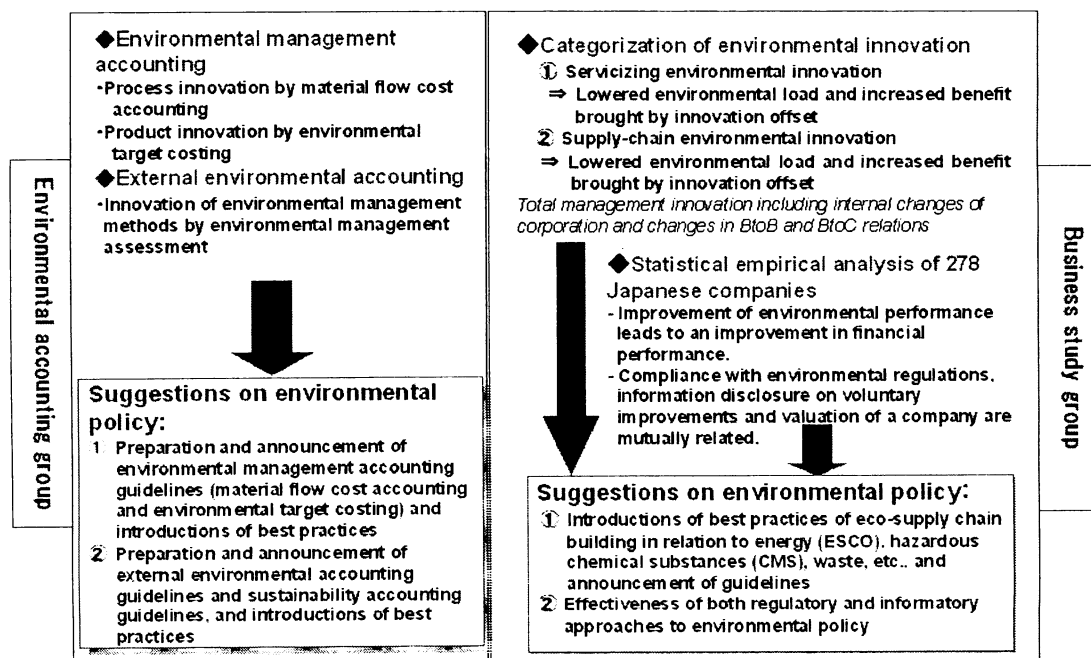 Environmental accounting group
◆Environmental management
accounting
・Process innovation by material flow cost
accounting
・Product innovation by environmental
target costing
◆External environmental accounting
・Innovation of environmental management
methods by environmental management
assessment
Suggestions on environmental
policy:
1 Preparation and announcement of
environmental management accounting
guidelines (material flow cost accounting
and environmental target costing) and
introductions of best practices
② Preparation and announcement of
external environmental accounting
guidelines and sustainability accounting
guidelines, and introductions of best
practices
◆Categorization of environmental innovation
① Servicizing environmental innovation
⇒ Lowered environmental load and increased benefit
brought by innovation offset
② Supply-chain environmental innovation
⇒ Lowered environmental load and increased benefit
brought by innovation offset
Total management innovation including internal changes of
corporation and changes in BtoB and BtoC relations
◆Statistical empirical analysis of 278
Japanese companies
- Improvement of environmental performance
leads to an improvement in financial
performance.
- Compliance with environmental regulations,
information disclosure on voluntary
improvements and valuation of a company are
mutually related.
Suggestions on environmental policy:
① Introductions of best practices of eco-supply chain
building in relation to energy (ESCO), hazardous
chemical substances (CMS), waste, etc., and
announcement of guidelines
② Effectiveness of both regulatory and informatory
approaches to environmental policy
Business study group